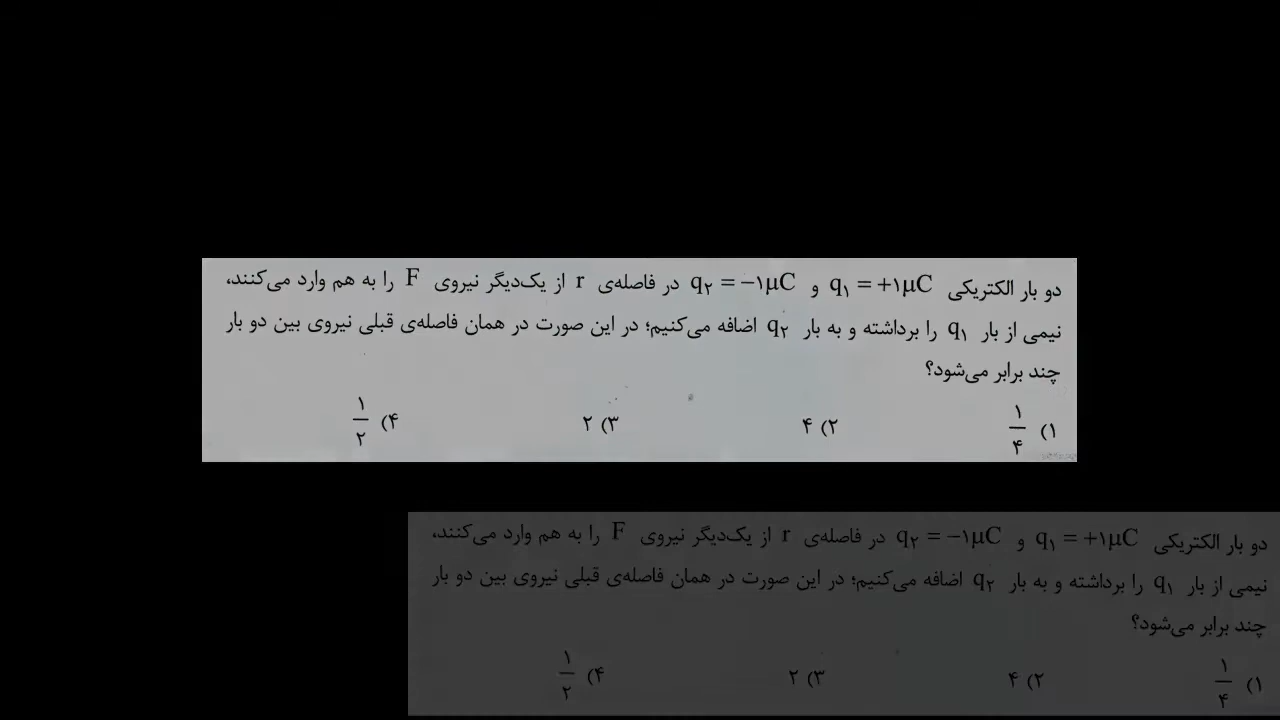 دو بار الکتریکی q₁ = +۱μC و q₂ = −۱μC در فاصله‌ی r از یک‌دیگر نیروی F را به هم وارد می‌کنند،
نیمی از بار q₁ را برداشته و به بار q₂ اضافه می‌کنیم؛ در این صورت در همان فاصله‌ی قبلی نیروی بین دو بار
چند برابر می‌شود؟
۱) ۱/۴ ۲) ۴ ۳) ۲ ۴) ۱/۲
دو بار الکتریکی q₁ = +۱μC و q₂ = −۱μC در فاصله‌ی r از یک‌دیگر نیروی F را به هم وارد می‌کنند،
نیمی از بار q₁ را برداشته و به بار q₂ اضافه می‌کنیم؛ در این صورت در همان فاصله‌ی قبلی نیروی بین دو بار
چند برابر می‌شود؟
۱) ۱/۴ ۲) ۴ ۳) ۲ ۴) ۱/۲